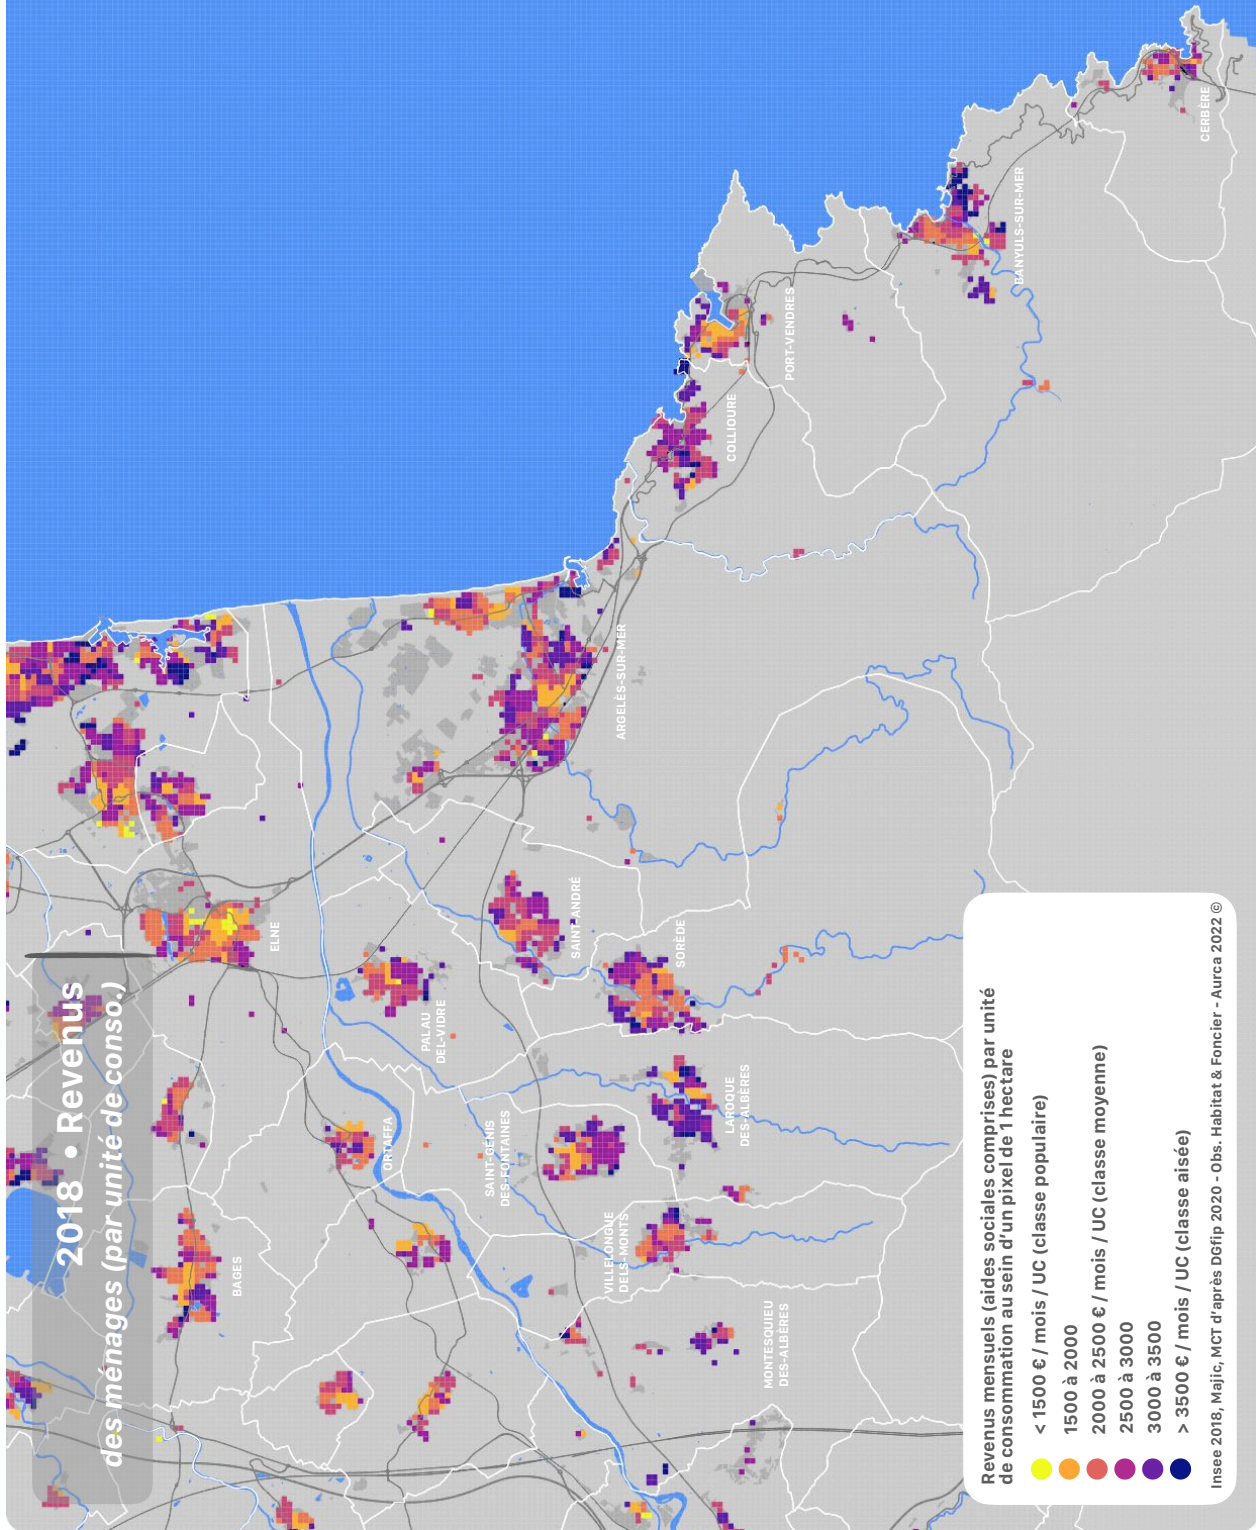 2018 • Revenus
des ménages (par unité de conso.)
ELNE
BAGES
ORTAFFA
PALAU
DEL-VIDRE
SAINT-ANDRÉ
ARGELÈS-SUR-MER
COLLIOURE
PORT-VENDRES
BANYULS-SUR-MER
CERBÈRE
SORÈDE
LAROQUE
DES-ALBÈRES
SAINT-GÉNIS
DES-FONTAINES
VILLELONGUE
DELS-MONTS
MONTESQUIEU
DES-ALBÈRES
Revenus mensuels (aides sociales comprises) par unité
de consommation au sein d'un pixel de 1 hectare
< 1500 € / mois / UC (classe populaire)
1500 à 2000
2000 à 2500 € / mois / UC (classe moyenne)
2500 à 3000
3000 à 3500
> 3500 € / mois / UC (classe aisée)
Insee 2018, Majic, MCT d'après DGfip 2020 - Obs. Habitat & Foncier - Aurca 2022 ©